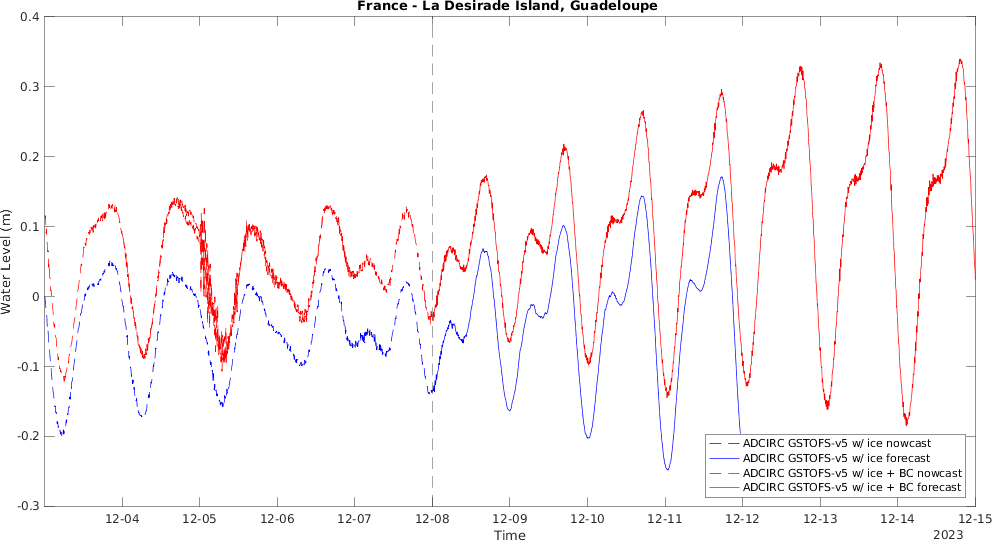 France - La Desirade Island, Guadeloupe
0.4
0.3
0.2
0.1
0
-0.1
-0.2
-0.3
Water Level (m)
ADCIRC GSTOFS-v5 w/ ice nowcast
ADCIRC GSTOFS-v5 w/ ice forecast
ADCIRC GSTOFS-v5 w/ ice + BC nowcast
ADCIRC GSTOFS-v5 w/ ice + BC forecast
12-04 12-05 12-06 12-07 12-08 12-09 12-10 12-11 12-12 12-13 12-14 12-15
Time
2023